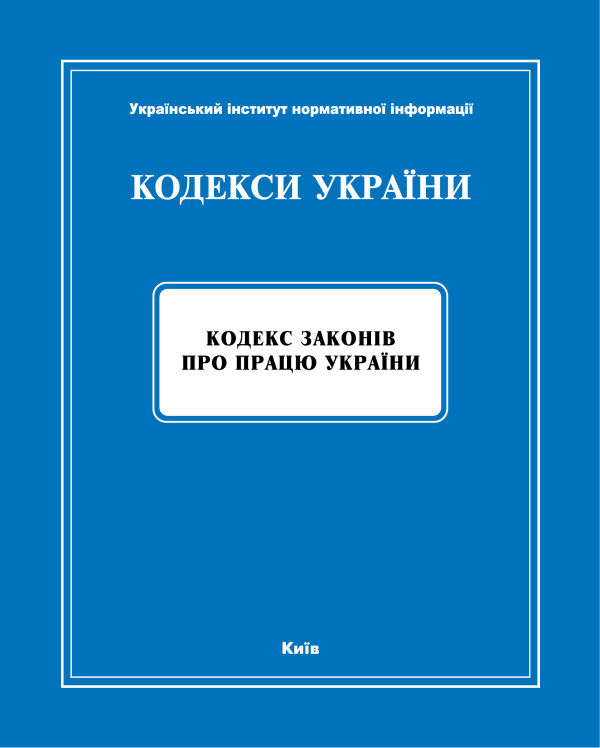 Український інститут нормативної інформації
КОДЕКСИ УКРАЇНИ
КОДЕКС ЗАКОНІВ
ПРО ПРАЦЮ УКРАЇНИ
Київ